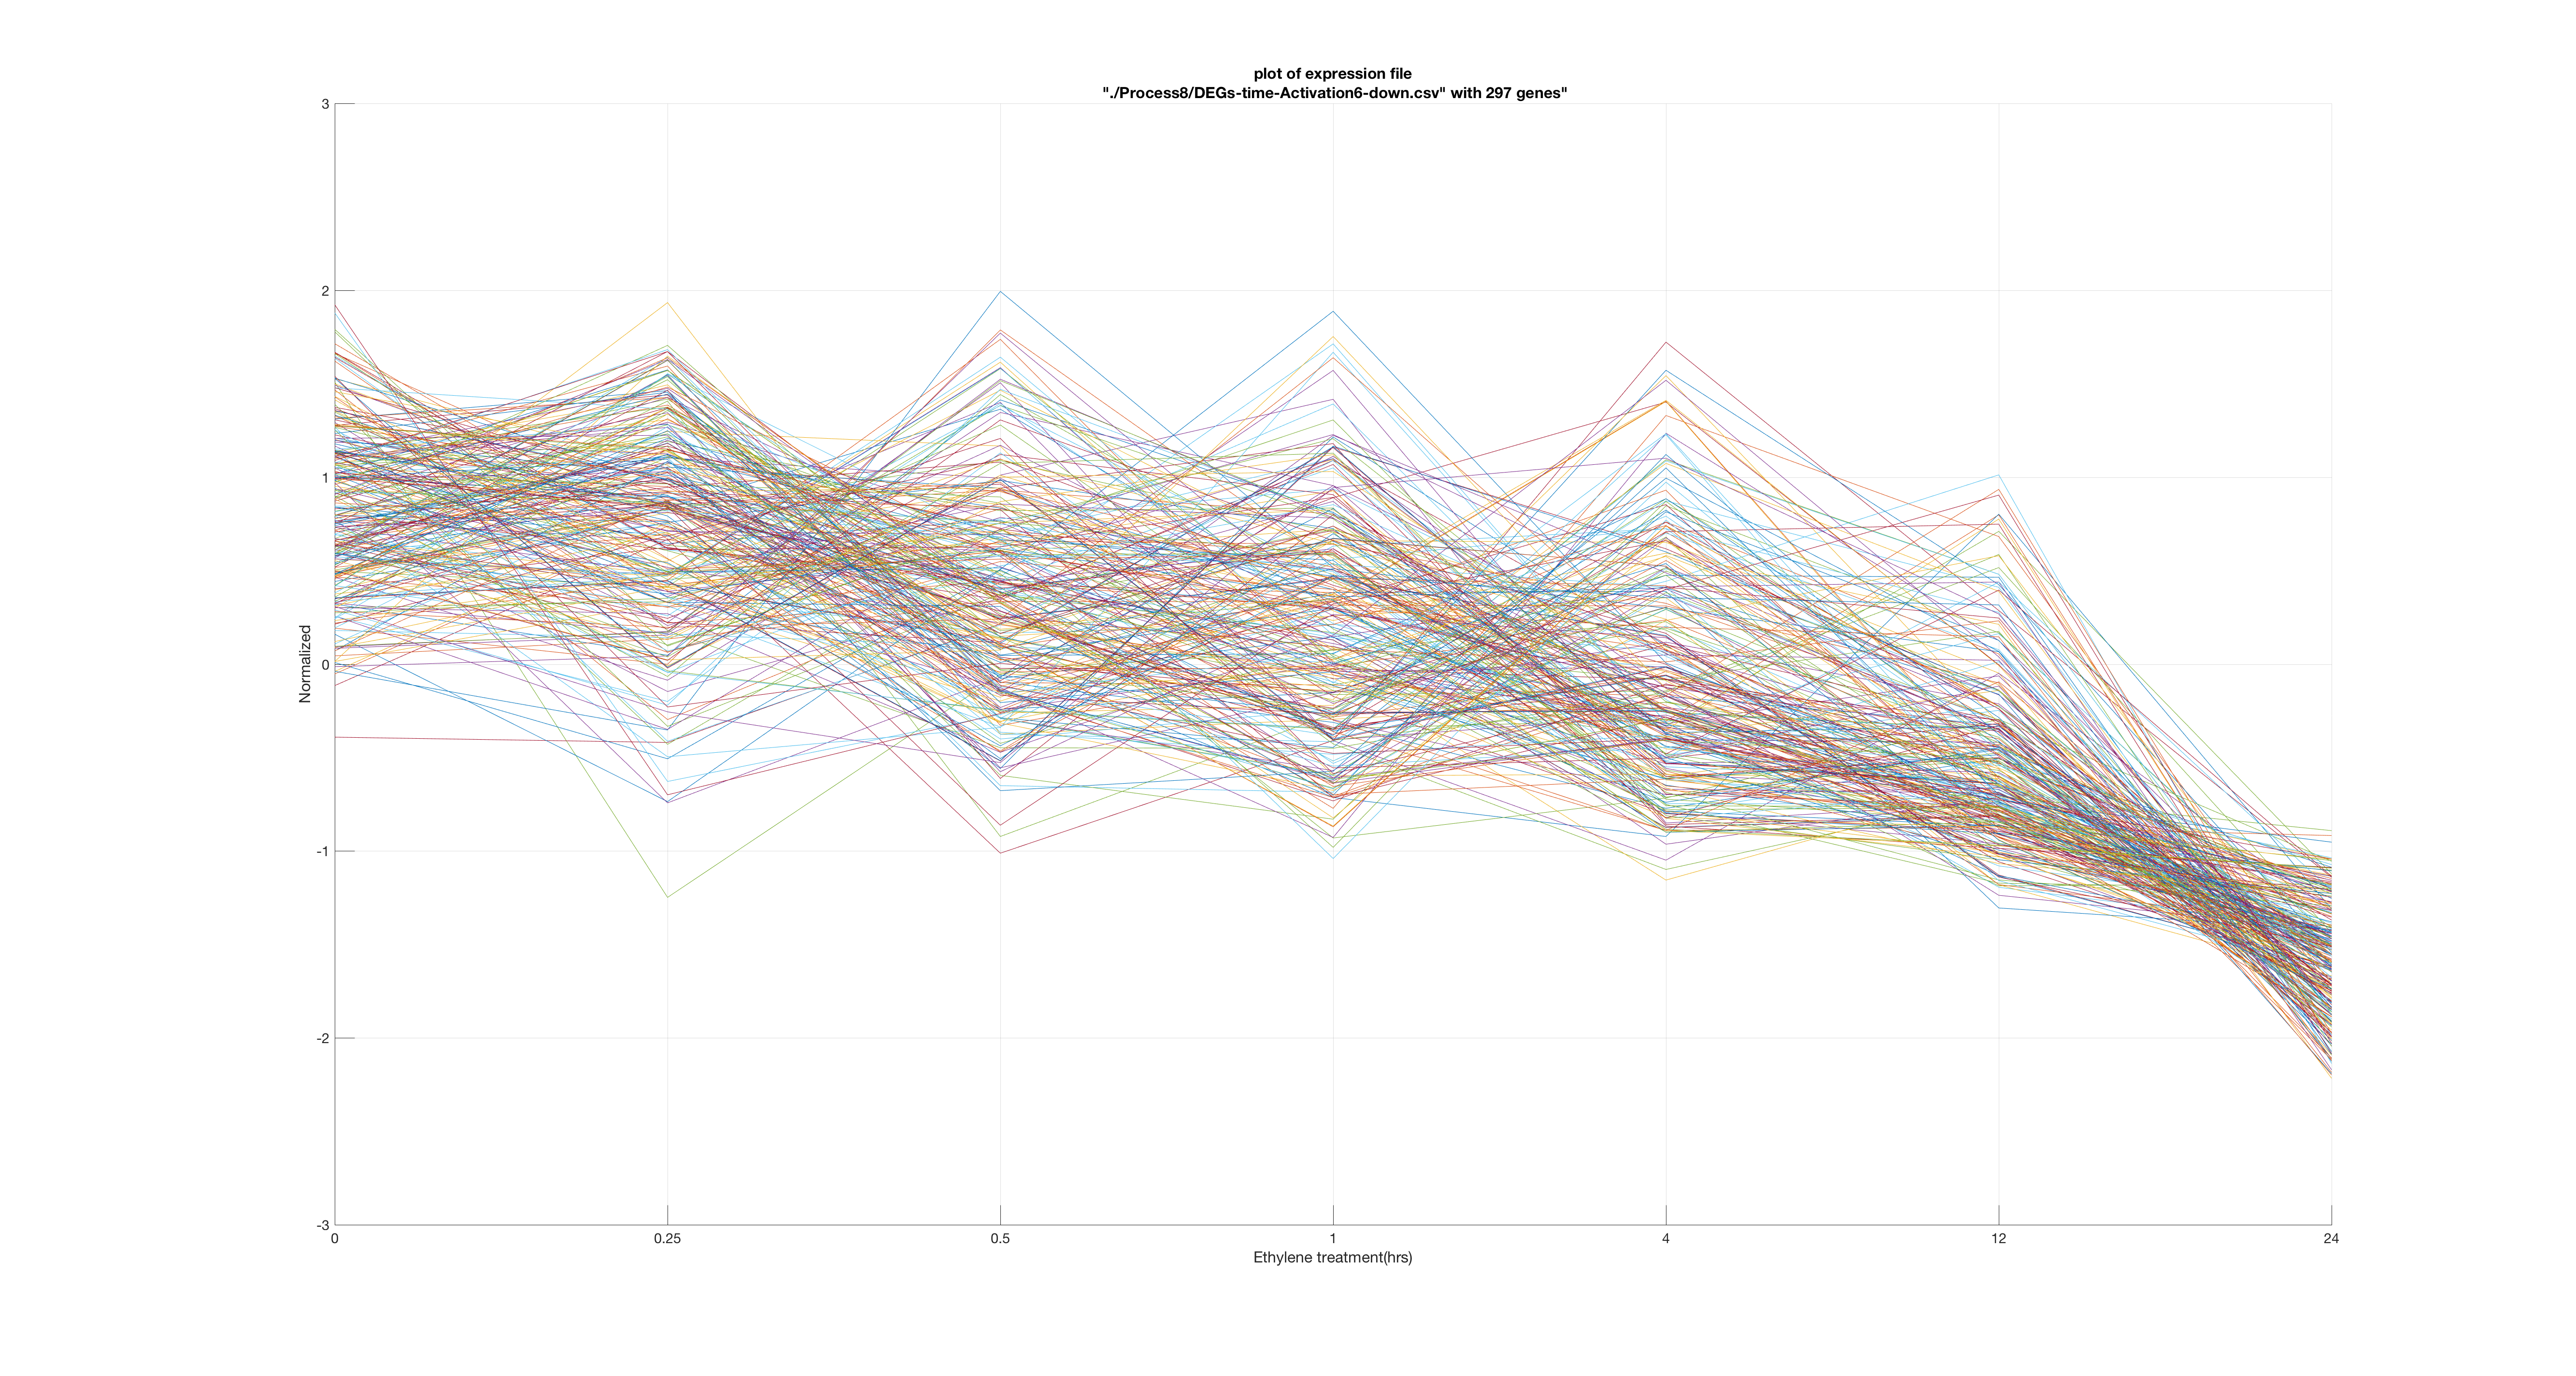 plot of expression file
"./Process8/DEGs-time-Activation6-down.csv" with 297 genes"
3
2
1
0
-1
-2
-3
Normalized
0 0.25 0.5 1 4 12 24
Ethylene treatment(hrs)